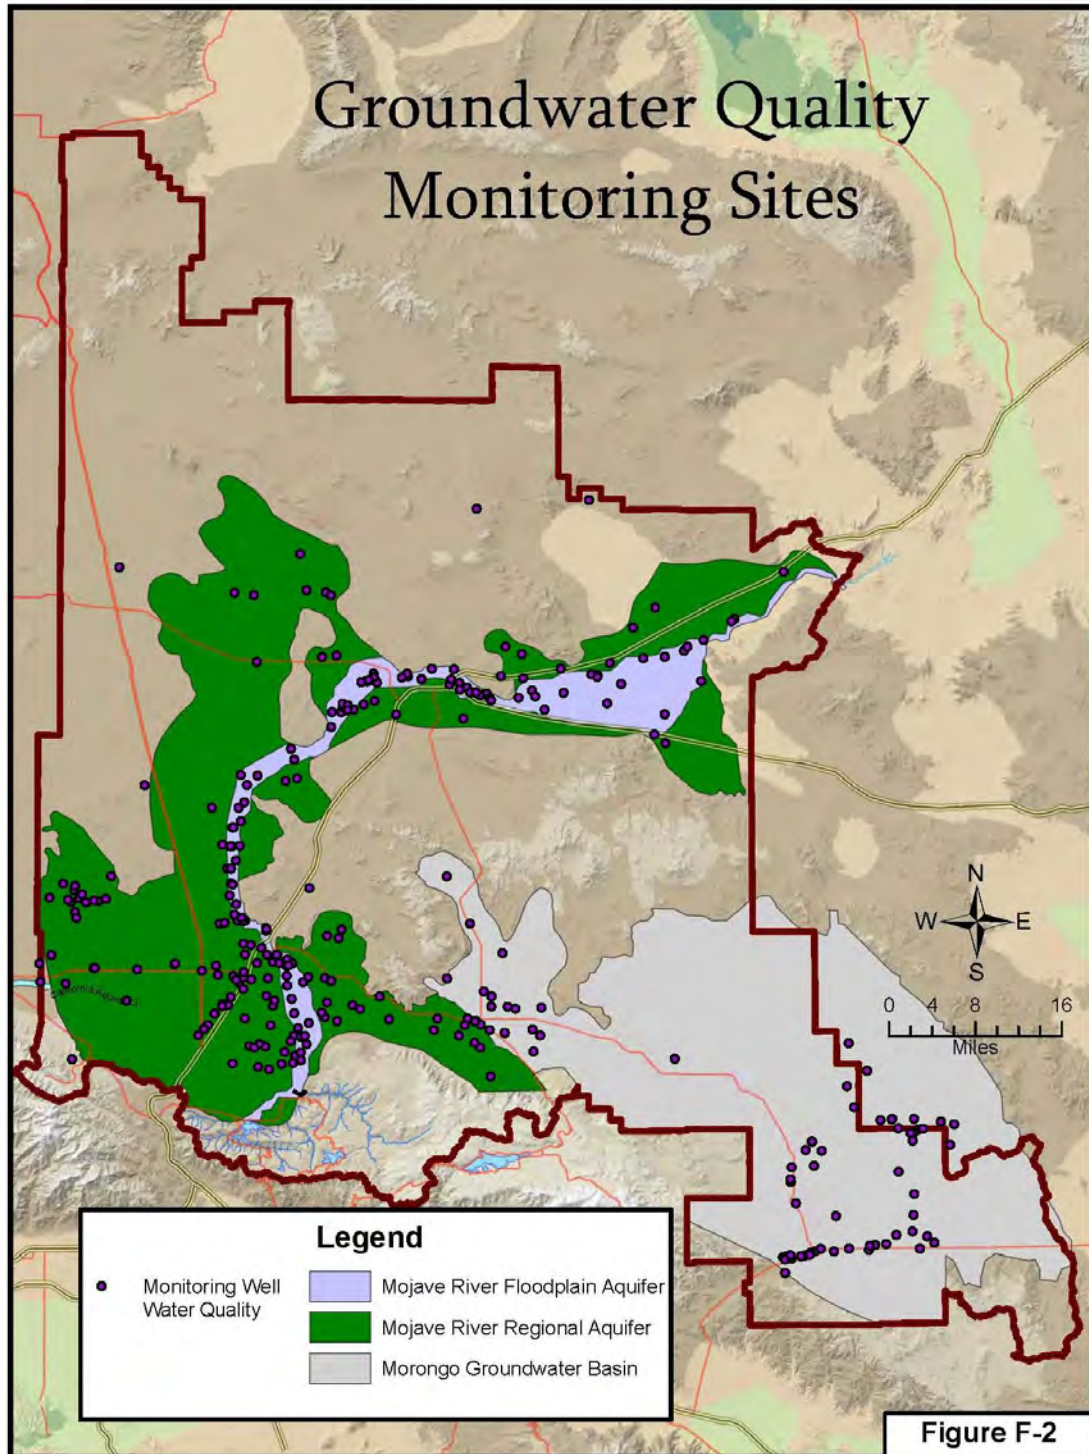 Groundwater Quality
Monitoring Sites
N
W
E
S
0 4 8 16
Miles
Legend
Monitoring Well
Water Quality
Mojave River Floodplain Aquifer
Mojave River Regional Aquifer
Morongo Groundwater Basin
Figure F-2